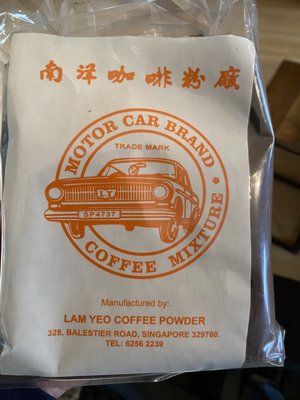 南洋咖啡粉廠
MOTOR CAR BRAND
TRADE MARK
L.Y
SP4737
COFFEE MIXTURE
Manufactured by:
LAM YEO COFFEE POWDER
328, BALESTIER ROAD, SINGAPORE 329760.
TEL: 6256 2239